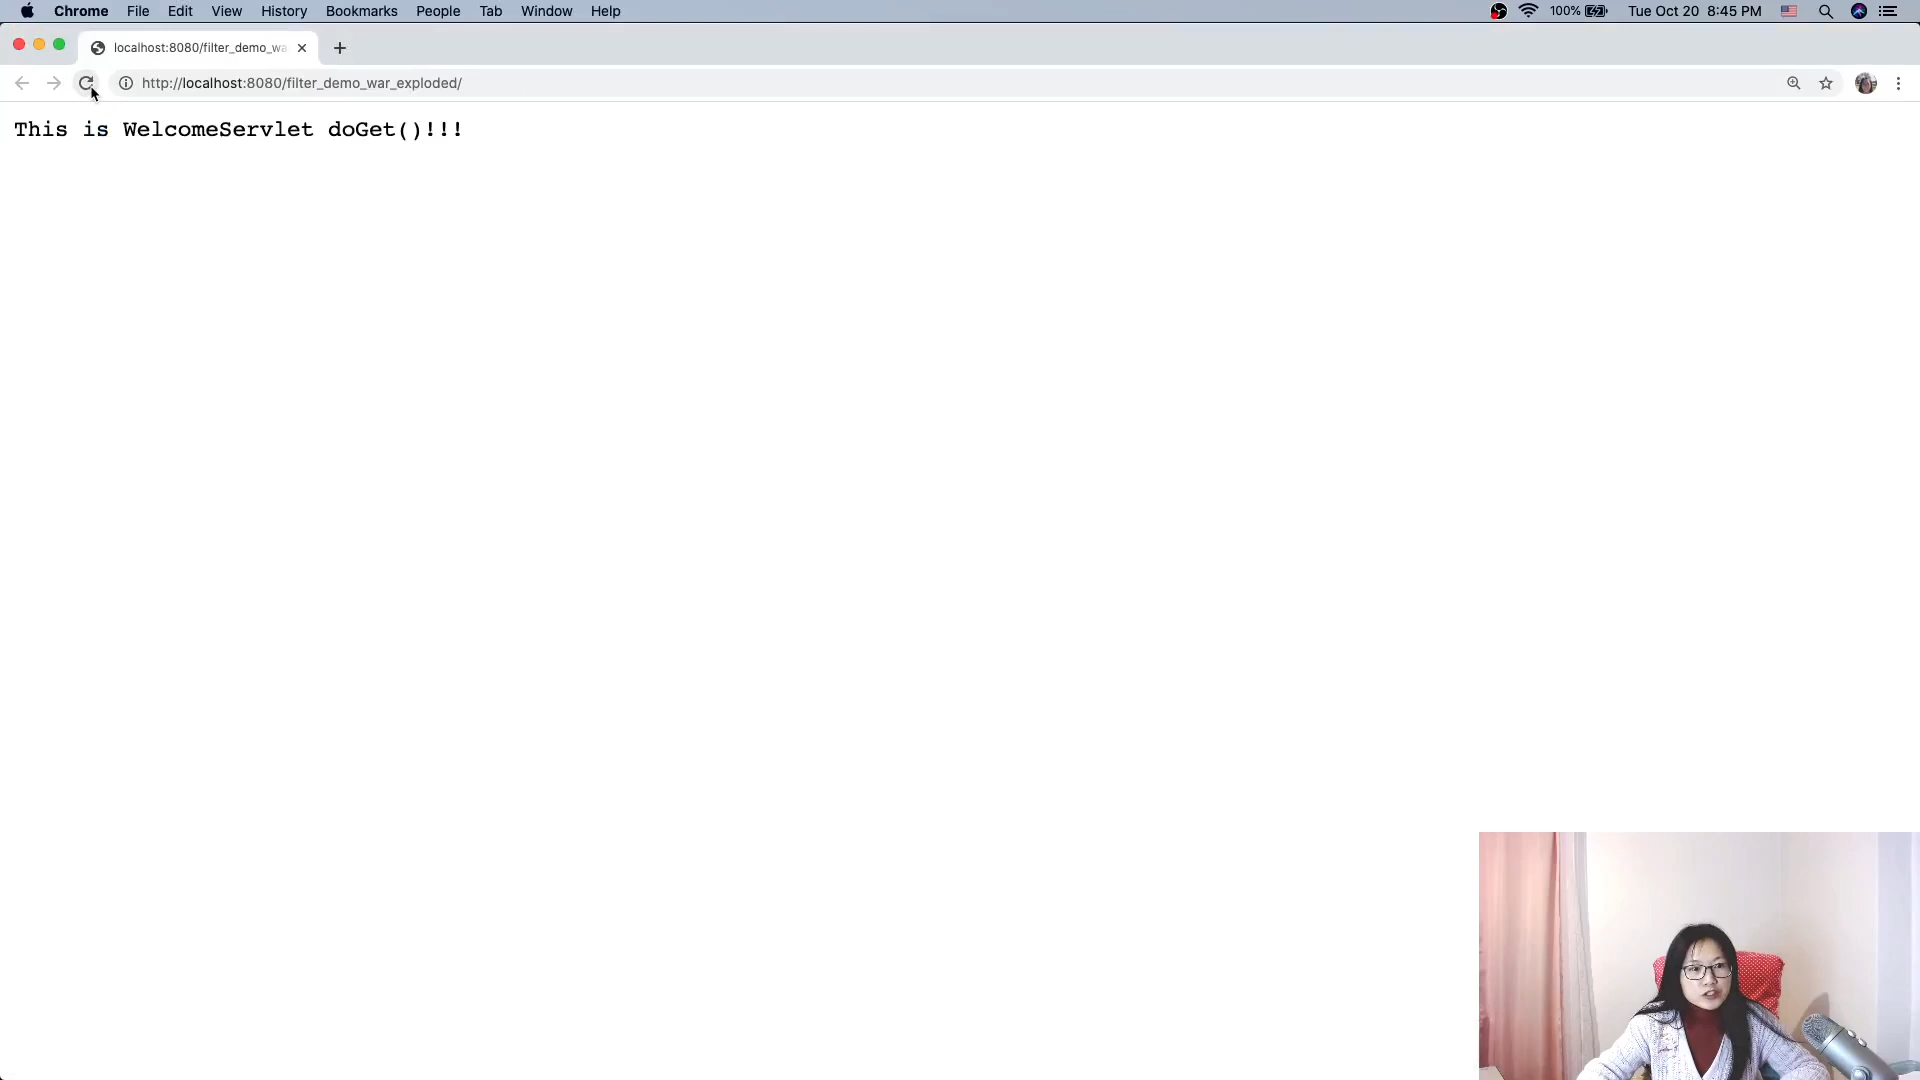 Chrome File Edit View History Bookmarks People Tab Window Help 100% Tue Oct 20 8:45 PM
localhost:8080/filter_demo_wa
http://localhost:8080/filter_demo_war_exploded/
This is WelcomeServlet doGet()!!!